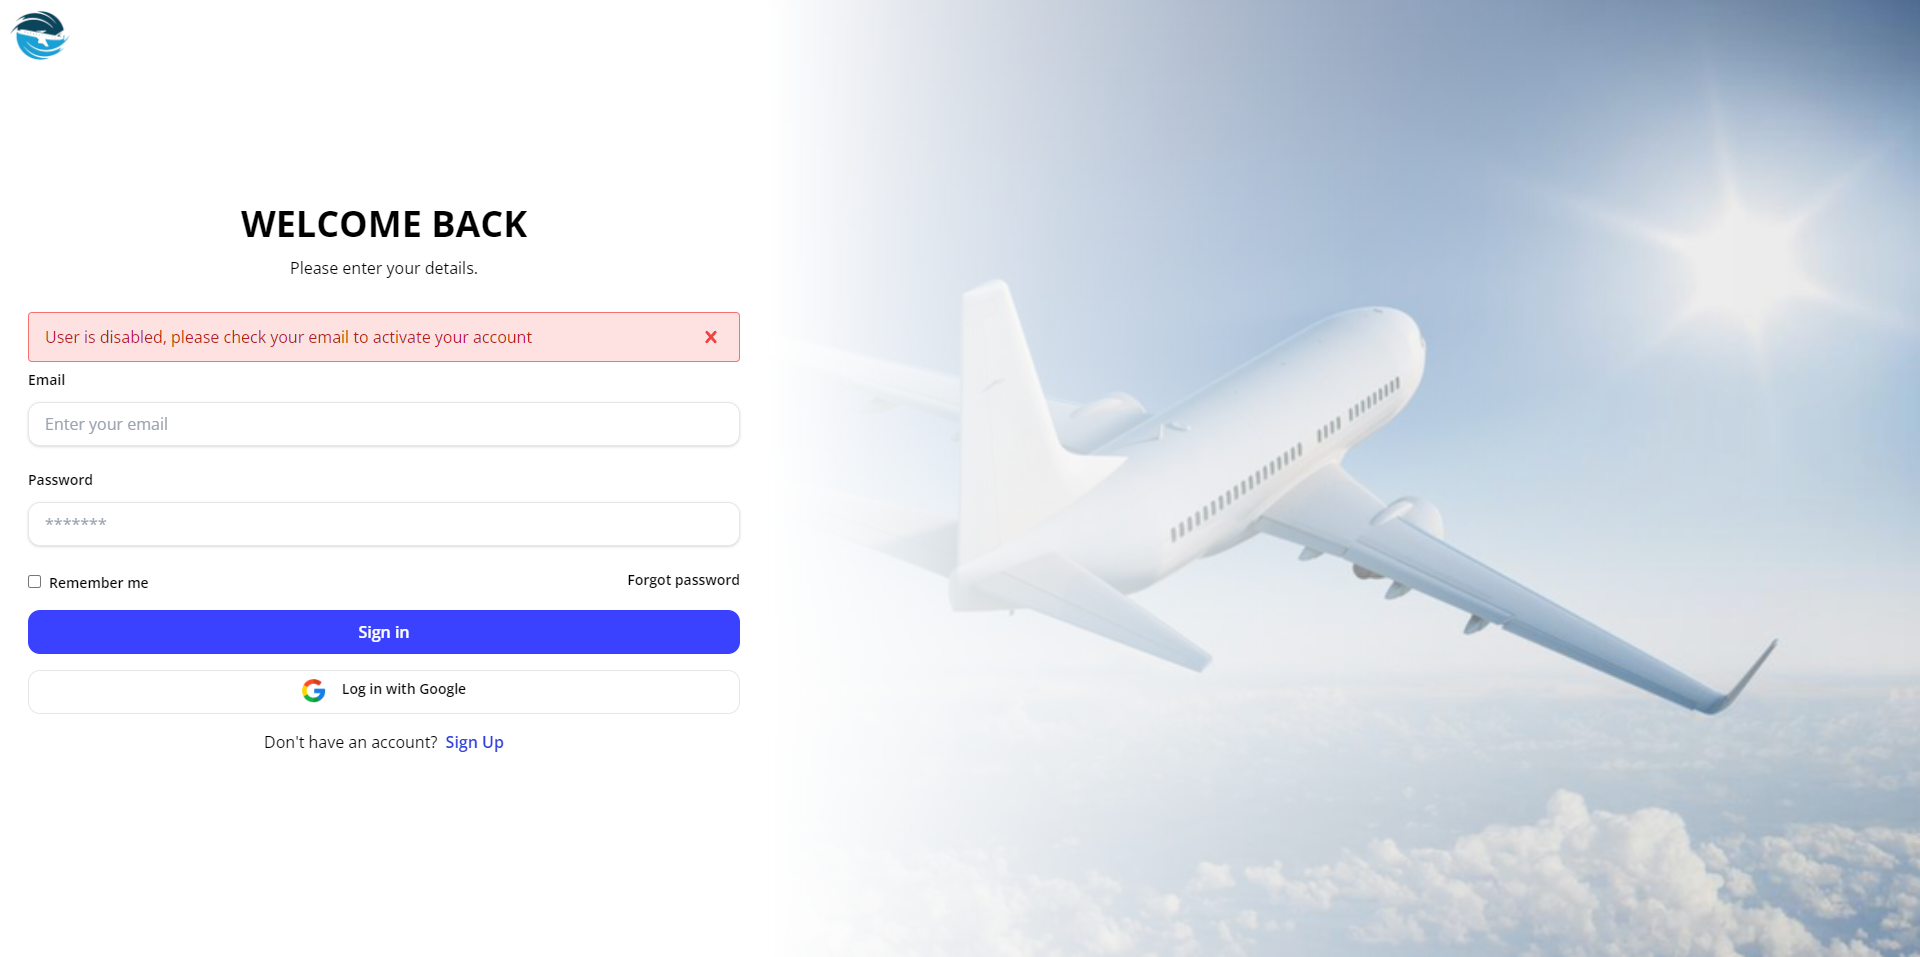 WELCOME BACK
Please enter your details.
User is disabled, please check your email to activate your account
Email
Enter your email
Password
*******
Remember me
Forgot password
Sign in
Log in with Google
Don't have an account? Sign Up